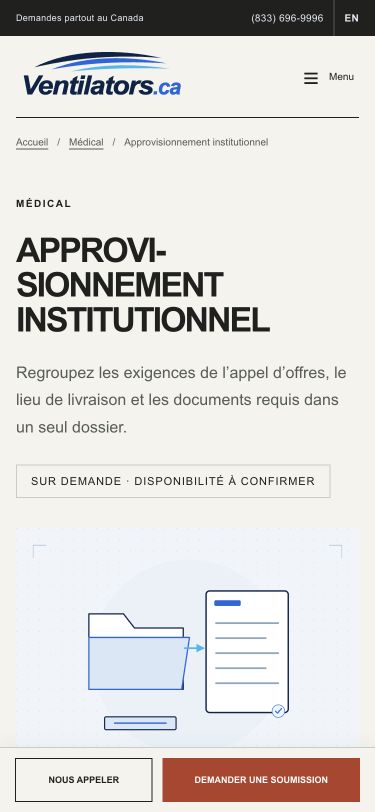 Demandes partout au Canada
(833) 696-9996
EN
Ventilators.ca
Menu
Accueil / Médical / Approvisionnement institutionnel
MÉDICAL
APPROVI-
SIONNEMENT
INSTITUTIONNEL
Regroupez les exigences de l’appel d’offres, le
lieu de livraison et les documents requis dans
un seul dossier.
SUR DEMANDE · DISPONIBILITÉ À CONFIRMER
NOUS APPELER
DEMANDER UNE SOUMISSION